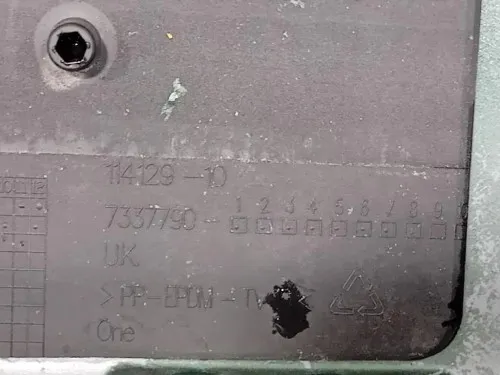 114129-10
7337790- 1 2 3 4 5 6 7 8 9
UK
>PP-EPDM-TV
One